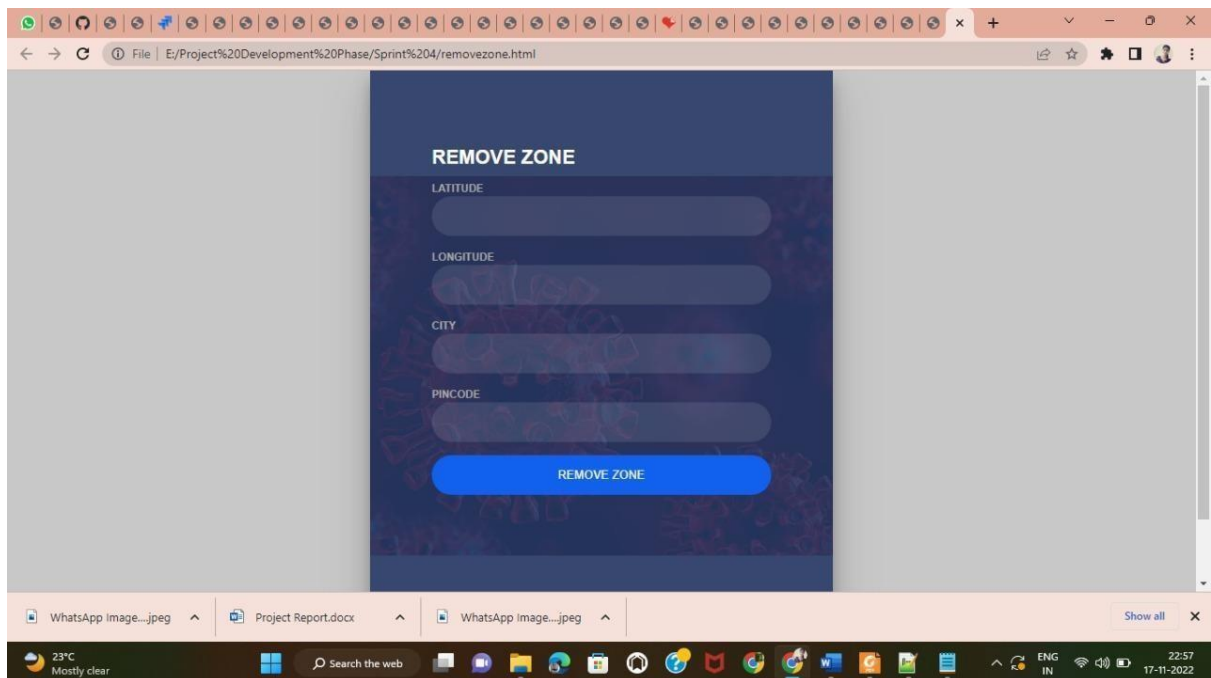 File
E:/Project%20Development%20Phase/Sprint%204/removezone.html
REMOVE ZONE
LATITUDE
LONGITUDE
CITY
PINCODE
REMOVE ZONE
WhatsApp Image....jpeg
Project Report.docx
WhatsApp Image....jpeg
Show all
23°C
Mostly clear
Search the web
ENG
IN
22:57
17-11-2022